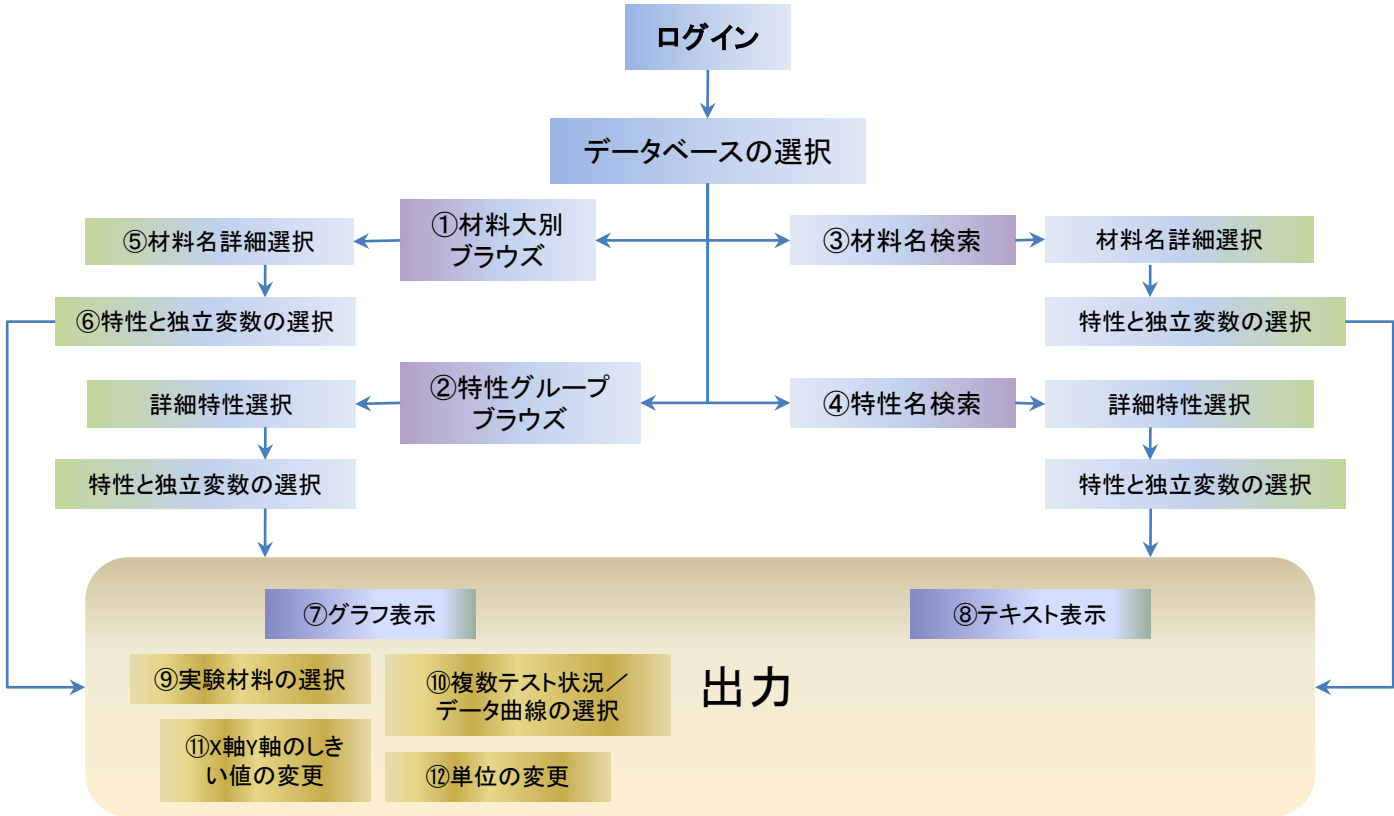 ログイン
データベースの選択
①材料大別
ブラウズ
⑤材料名詳細選択
③材料名検索
材料名詳細選択
⑥特性と独立変数の選択
特性と独立変数の選択
②特性グループ
ブラウズ
詳細特性選択
④特性名検索
詳細特性選択
特性と独立変数の選択
特性と独立変数の選択
⑦グラフ表示
⑧テキスト表示
⑨実験材料の選択
⑩複数テスト状況／
データ曲線の選択
出力
⑪X軸Y軸のしき
い値の変更
⑫単位の変更